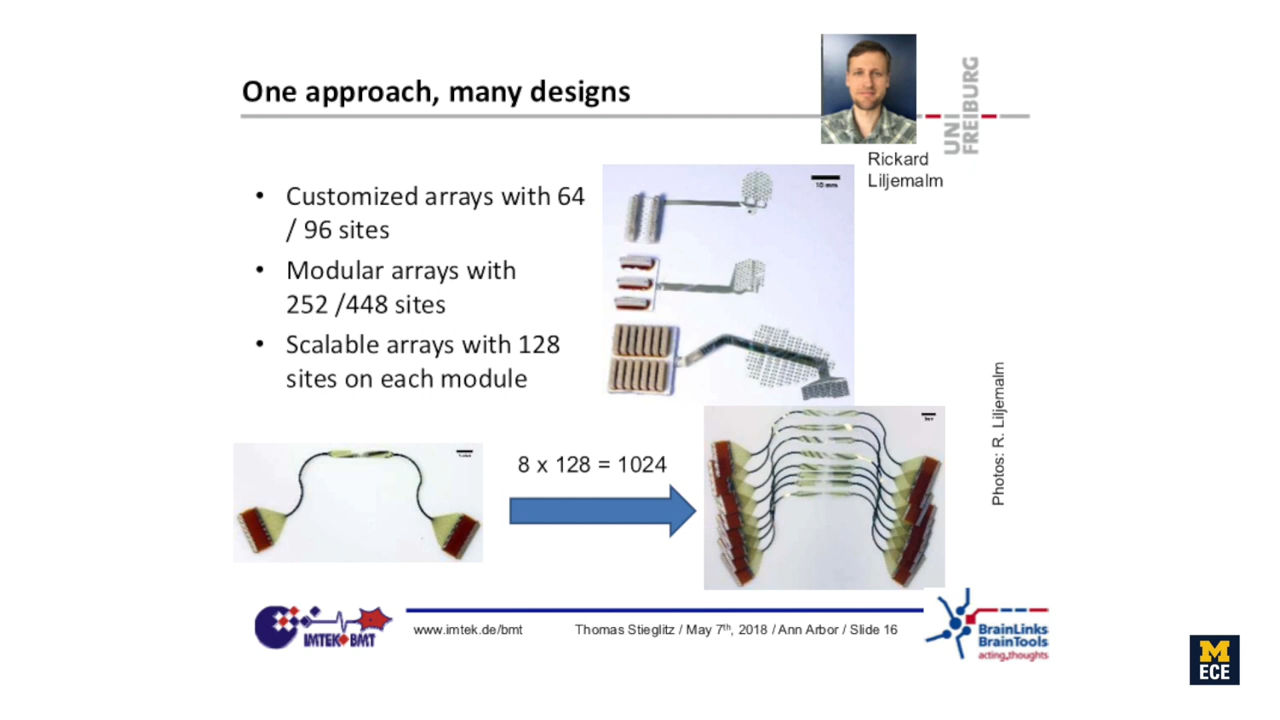 One approach, many designs
UNI
FREIBURG
Rickard
Liljemalm
• Customized arrays with 64
/ 96 sites
• Modular arrays with
252 /448 sites
• Scalable arrays with 128
sites on each module
10 mm
8 x 128 = 1024
Photos: R. Liljemalm
IMTEK BMT
www.imtek.de/bmt
Thomas Stieglitz / May 7th, 2018 / Ann Arbor / Slide 16
BrainLinks
BrainTools
acting thoughts
M
ECE